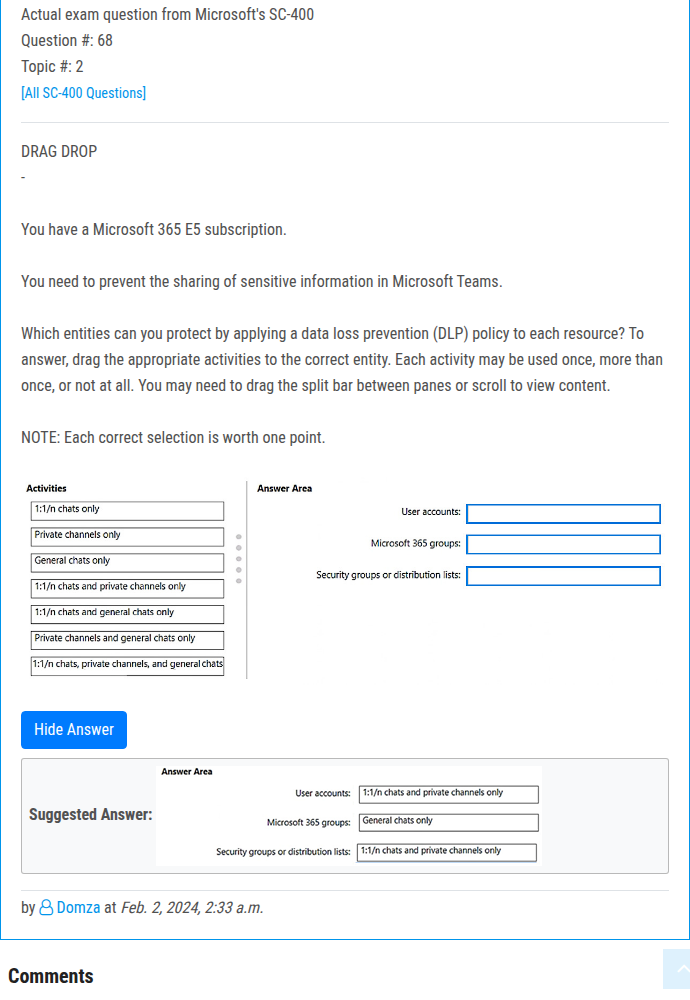 Actual exam question from Microsoft's SC-400
Question #: 68
Topic #: 2
[All SC-400 Questions]
DRAG DROP
-
You have a Microsoft 365 E5 subscription.
You need to prevent the sharing of sensitive information in Microsoft Teams.
Which entities can you protect by applying a data loss prevention (DLP) policy to each resource? To
answer, drag the appropriate activities to the correct entity. Each activity may be used once, more than
once, or not at all. You may need to drag the split bar between panes or scroll to view content.
NOTE: Each correct selection is worth one point.
Activities
1:1/n chats only
Private channels only
General chats only
1:1/n chats and private channels only
1:1/n chats and general chats only
Private channels and general chats only
1:1/n chats, private channels, and general chats
Answer Area
User accounts:
Microsoft 365 groups:
Security groups or distribution lists:
Hide Answer
Suggested Answer:
Answer Area
User accounts: 1:1/n chats and private channels only
Microsoft 365 groups: General chats only
Security groups or distribution lists: 1:1/n chats and private channels only
by Domza at Feb. 2, 2024, 2:33 a.m.
Comments